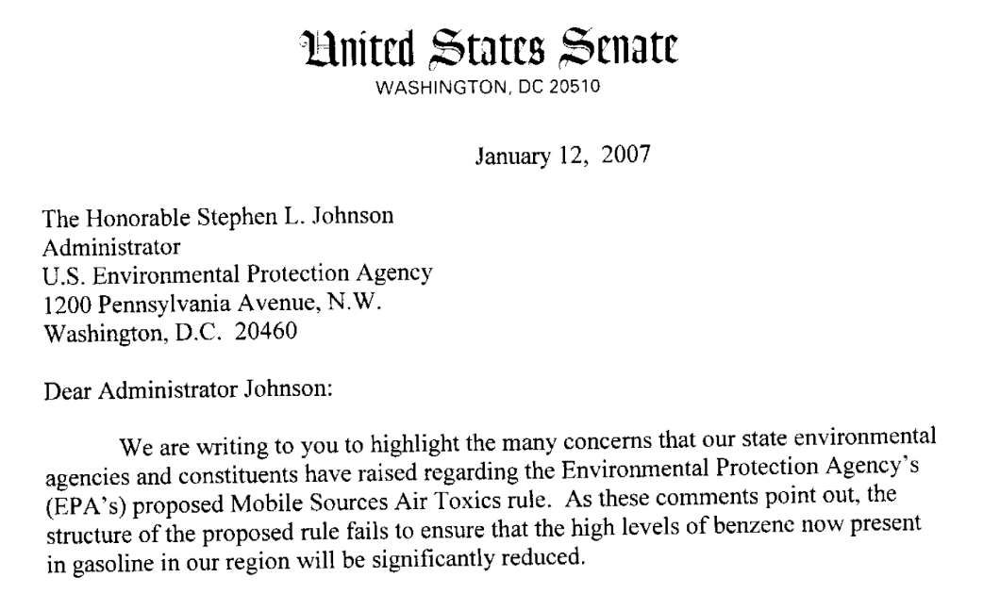 United States Senate
WASHINGTON, DC 20510
January 12, 2007
The Honorable Stephen L. Johnson
Administrator
U.S. Environmental Protection Agency
1200 Pennsylvania Avenue, N.W.
Washington, D.C. 20460
Dear Administrator Johnson:
We are writing to you to highlight the many concerns that our state environmental
agencies and constituents have raised regarding the Environmental Protection Agency's
(EPA's) proposed Mobile Sources Air Toxics rule. As these comments point out, the
structure of the proposed rule fails to ensure that the high levels of benzene now present
in gasoline in our region will be significantly reduced.